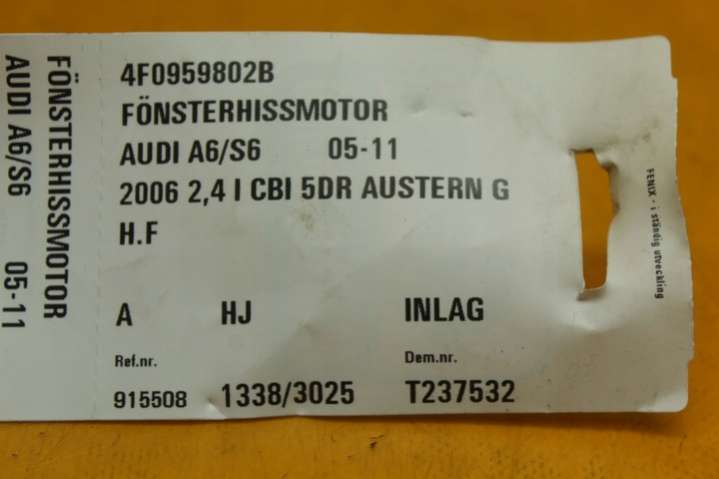 FÖNSTERHISSMOTOR
AUDI A6/S6 05-11
4F0959802B
FÖNSTERHISSMOTOR
AUDI A6/S6 05-11
2006 2,4 I CBI 5DR AUSTERN G
H.F
A HJ INLAG
Ref.nr. Dem.nr.
915508 1338/3025 T237532
FENIX - i ständig utveckling